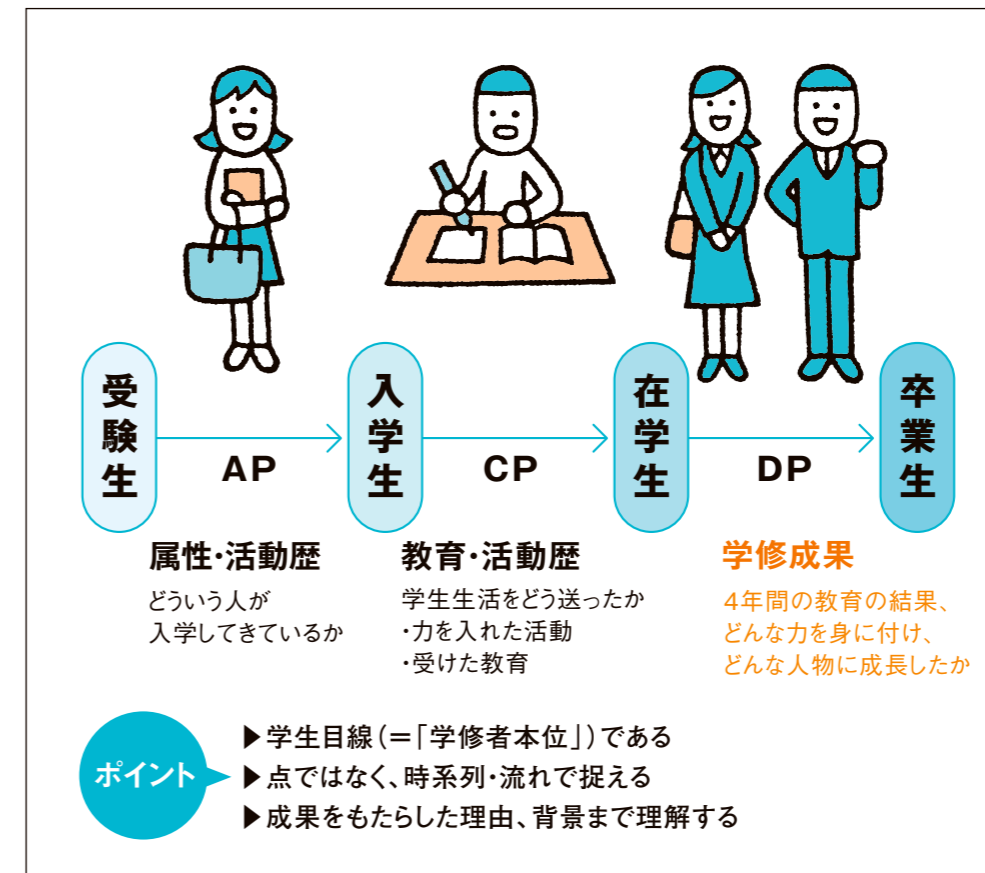 受験生
AP
入学生
CP
在学生
DP
卒業生
属性・活動歴
どういう人が
入学してきているか
教育・活動歴
学生生活をどう送ったか
・力を入れた活動
・受けた教育
学修成果
4年間の教育の結果、
どんな力を身に付け、
どんな人物に成長したか
ポイント
▶学生目線(=「学修者本位」)である
▶点ではなく、時系列・流れで捉える
▶成果をもたらした理由、背景まで理解する